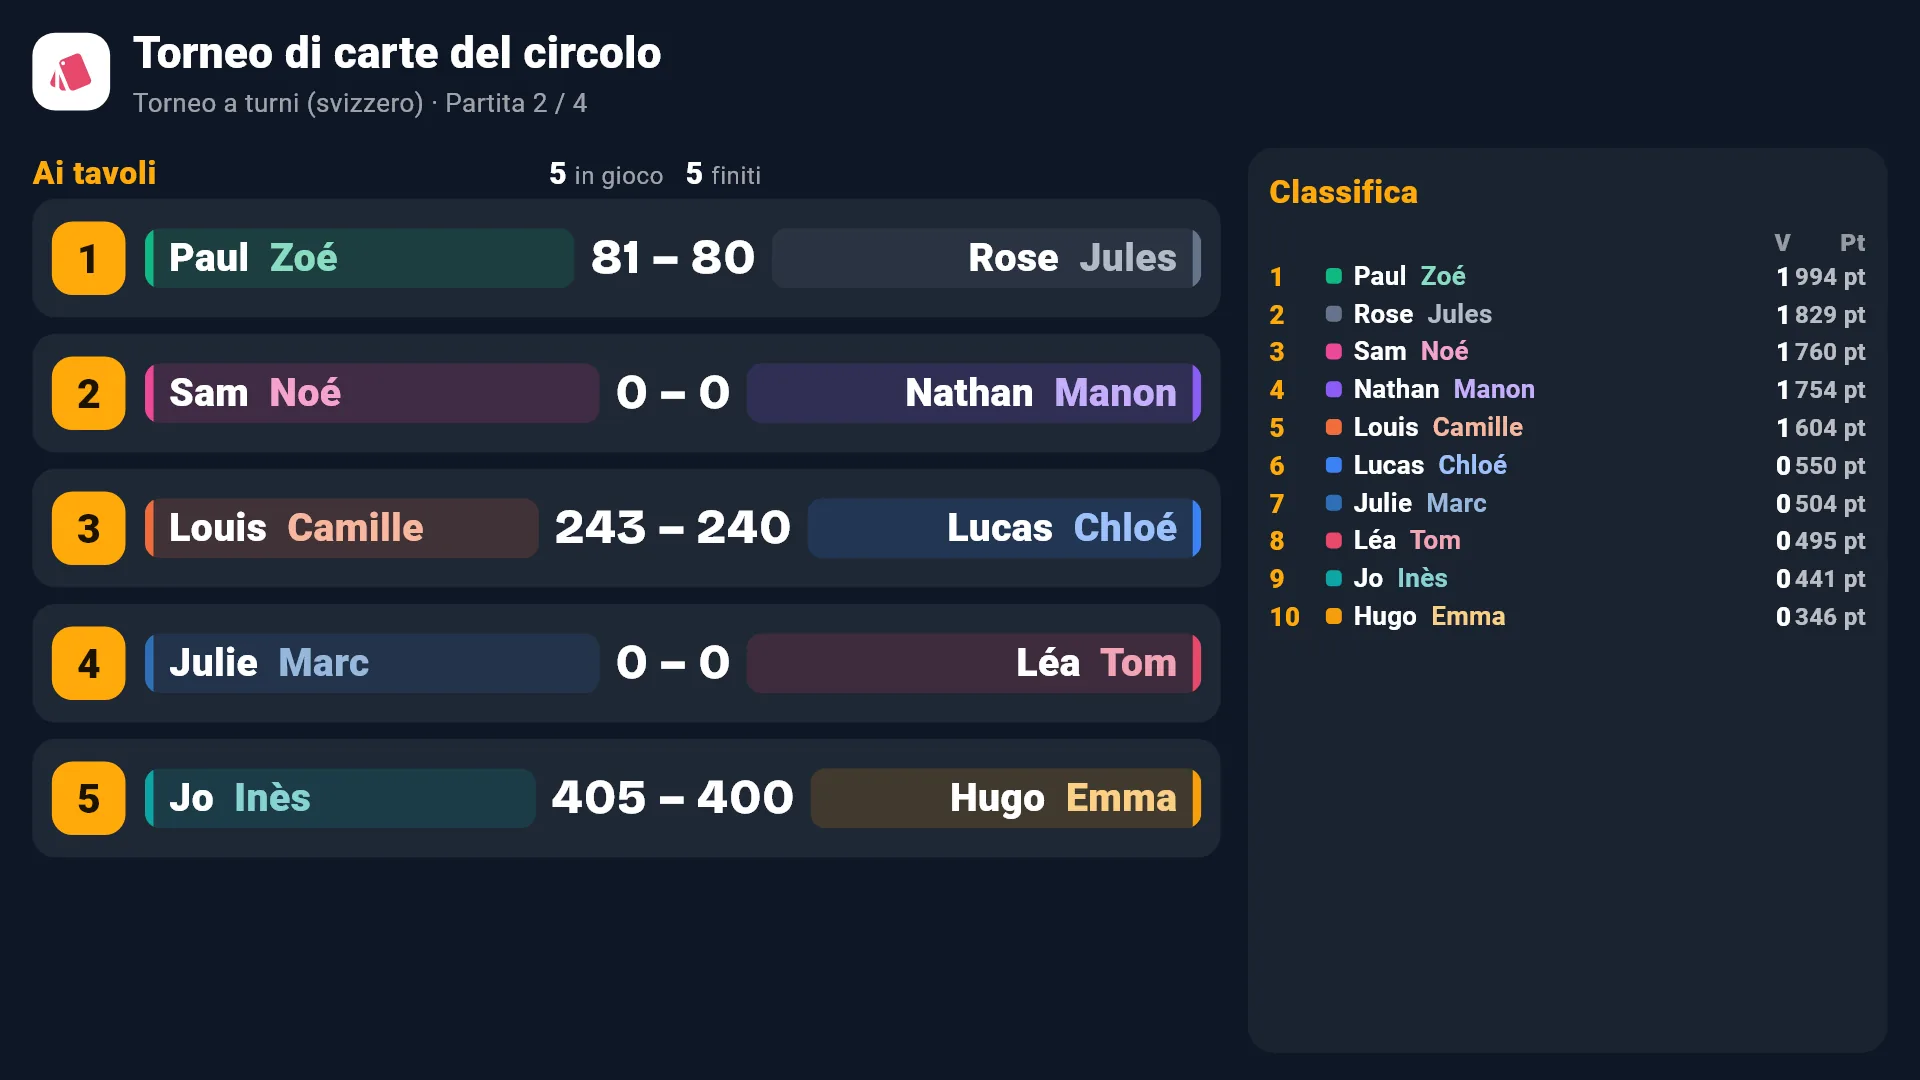 Torneo di carte del circolo
Torneo a turni (svizzero) · Partita 2 / 4
Ai tavoli
5 in gioco 5 finiti
1 Paul Zoé 81 – 80 Rose Jules
2 Sam Noé 0 – 0 Nathan Manon
3 Louis Camille 243 – 240 Lucas Chloé
4 Julie Marc 0 – 0 Léa Tom
5 Jo Inès 405 – 400 Hugo Emma
Classifica
V Pt
1 Paul Zoé 1 994 pt
2 Rose Jules 1 829 pt
3 Sam Noé 1 760 pt
4 Nathan Manon 1 754 pt
5 Louis Camille 1 604 pt
6 Lucas Chloé 0 550 pt
7 Julie Marc 0 504 pt
8 Léa Tom 0 495 pt
9 Jo Inès 0 441 pt
10 Hugo Emma 0 346 pt